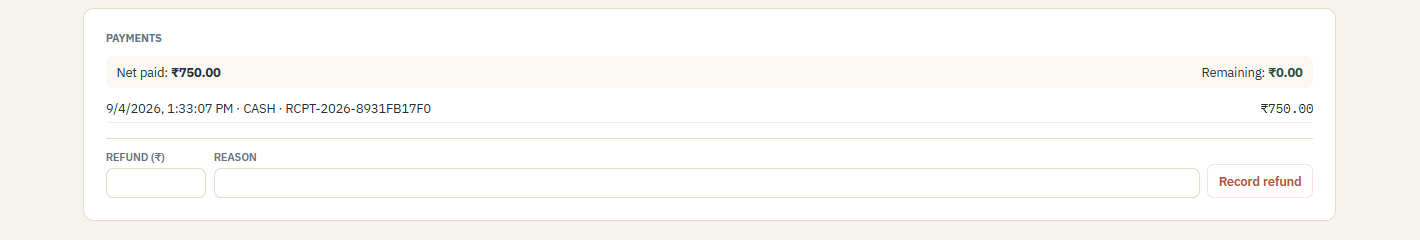 PAYMENTS
Net paid: ₹750.00 Remaining: ₹0.00
9/4/2026, 1:33:07 PM · CASH · RCPT-2026-8931FB17F0 ₹750.00
REFUND (₹) REASON
Record refund